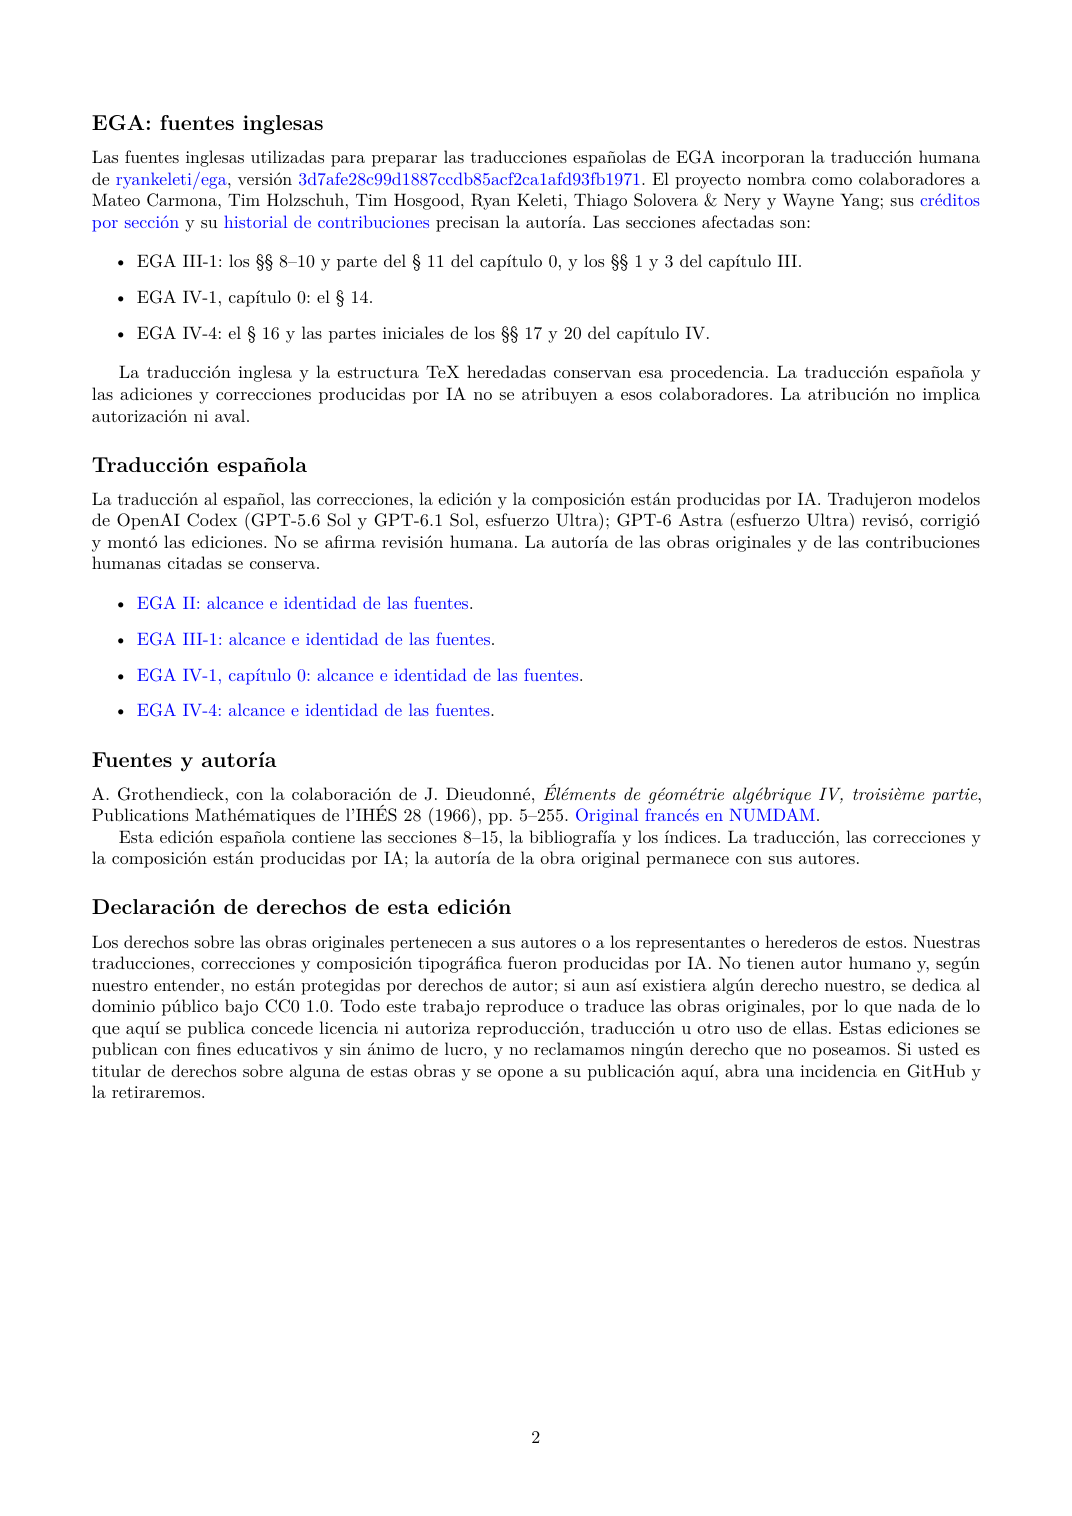 EGA: fuentes inglesas
Las fuentes inglesas utilizadas para preparar las traducciones españolas de EGA incorporan la traducción humana
de ryankeleti/ega, versión 3d7afe28c99d1887ccdb85acf2ca1afd93fb1971. El proyecto nombra como colaboradores a
Mateo Carmona, Tim Holzschuh, Tim Hosgood, Ryan Keleti, Thiago Solovera & Nery y Wayne Yang; sus créditos
por sección y su historial de contribuciones precisan la autoría. Las secciones afectadas son:
• EGA III-1: los §§ 8–10 y parte del § 11 del capítulo 0, y los §§ 1 y 3 del capítulo III.
• EGA IV-1, capítulo 0: el § 14.
• EGA IV-4: el § 16 y las partes iniciales de los §§ 17 y 20 del capítulo IV.
La traducción inglesa y la estructura TeX heredadas conservan esa procedencia. La traducción española y
las adiciones y correcciones producidas por IA no se atribuyen a esos colaboradores. La atribución no implica
autorización ni aval.
Traducción española
La traducción al español, las correcciones, la edición y la composición están producidas por IA. Tradujeron modelos
de OpenAI Codex (GPT-5.6 Sol y GPT-6.1 Sol, esfuerzo Ultra); GPT-6 Astra (esfuerzo Ultra) revisó, corrigió
y montó las ediciones. No se afirma revisión humana. La autoría de las obras originales y de las contribuciones
humanas citadas se conserva.
• EGA II: alcance e identidad de las fuentes.
• EGA III-1: alcance e identidad de las fuentes.
• EGA IV-1, capítulo 0: alcance e identidad de las fuentes.
• EGA IV-4: alcance e identidad de las fuentes.
Fuentes y autoría
A. Grothendieck, con la colaboración de J. Dieudonné, Éléments de géométrie algébrique IV, troisième partie,
Publications Mathématiques de l'IHÉS 28 (1966), pp. 5–255. Original francés en NUMDAM.
Esta edición española contiene las secciones 8–15, la bibliografía y los índices. La traducción, las correcciones y
la composición están producidas por IA; la autoría de la obra original permanece con sus autores.
Declaración de derechos de esta edición
Los derechos sobre las obras originales pertenecen a sus autores o a los representantes o herederos de estos. Nuestras
traducciones, correcciones y composición tipográfica fueron producidas por IA. No tienen autor humano y, según
nuestro entender, no están protegidas por derechos de autor; si aun así existiera algún derecho nuestro, se dedica al
dominio público bajo CC0 1.0. Todo este trabajo reproduce o traduce las obras originales, por lo que nada de lo
que aquí se publica concede licencia ni autoriza reproducción, traducción u otro uso de ellas. Estas ediciones se
publican con fines educativos y sin ánimo de lucro, y no reclamamos ningún derecho que no poseamos. Si usted es
titular de derechos sobre alguna de estas obras y se opone a su publicación aquí, abra una incidencia en GitHub y
la retiraremos.
2